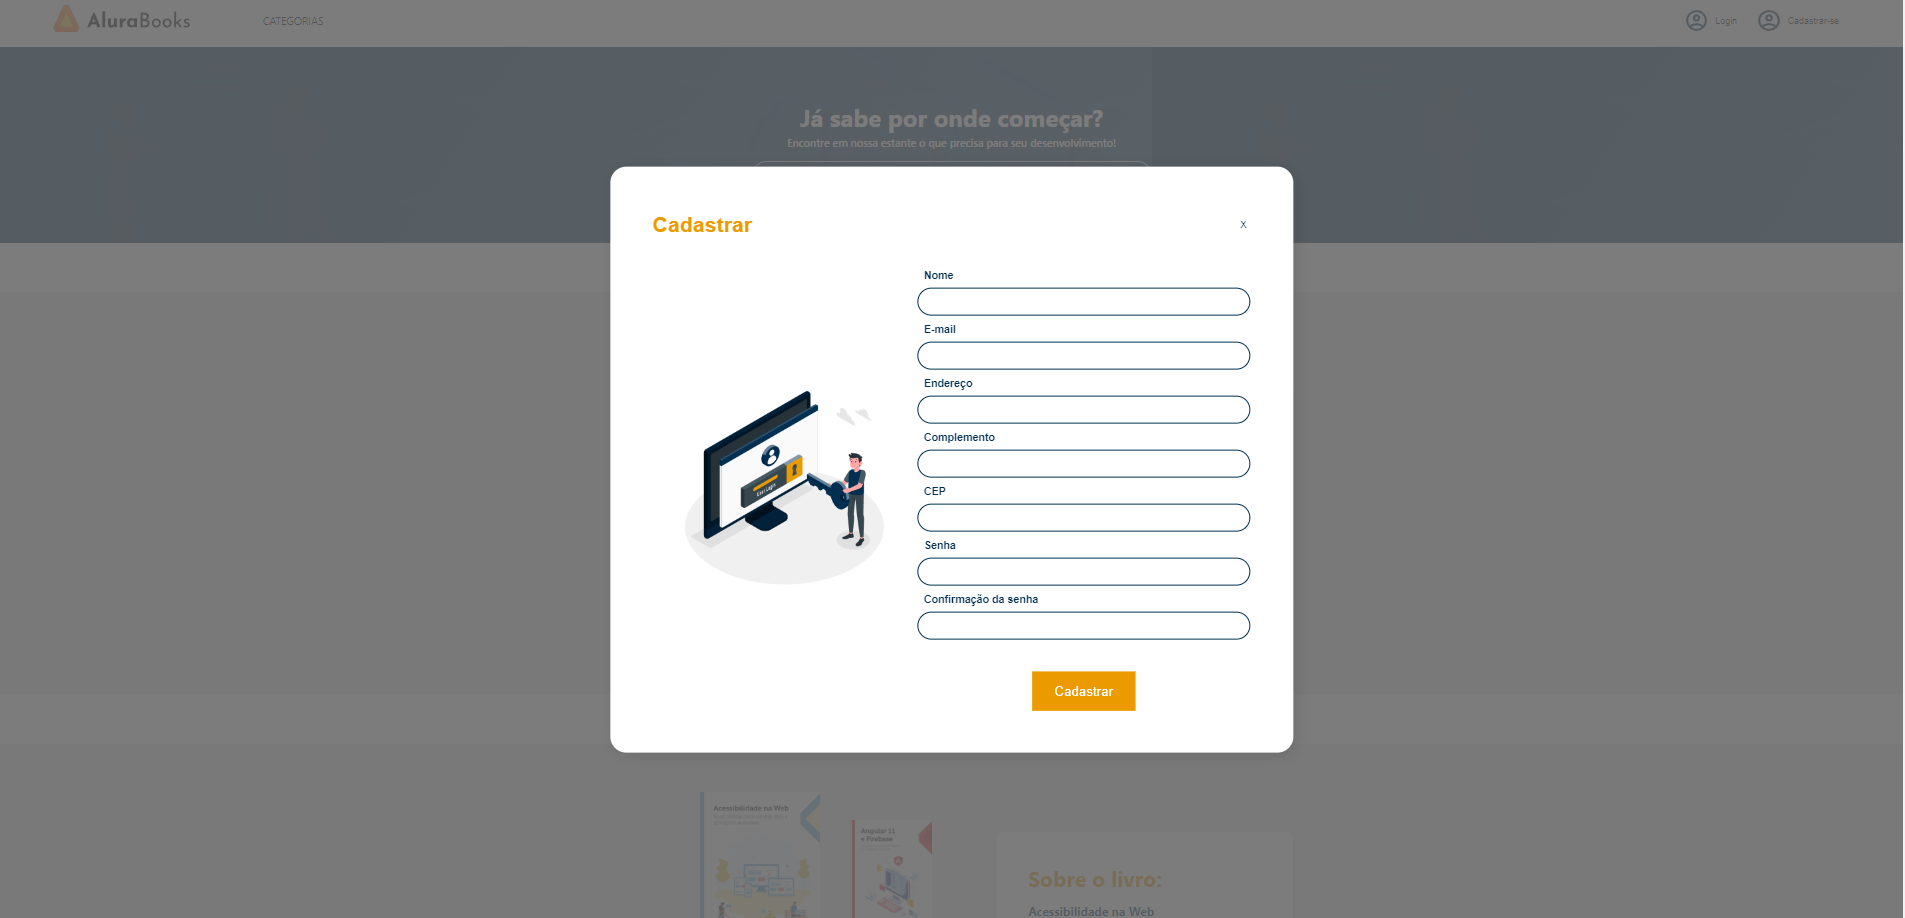 AluraBooks
CATEGORIAS
Login
Cadastrar-se
Já sabe por onde começar?
Encontre em nossa estante o que precisa para seu desenvolvimento!
Cadastrar
X
Nome
E-mail
Endereço
Complemento
CEP
Senha
Confirmação da senha
User Login
Cadastrar
Acessibilidade na Web
Angular 11
e Firebase
Sobre o livro:
Acessibilidade na Web